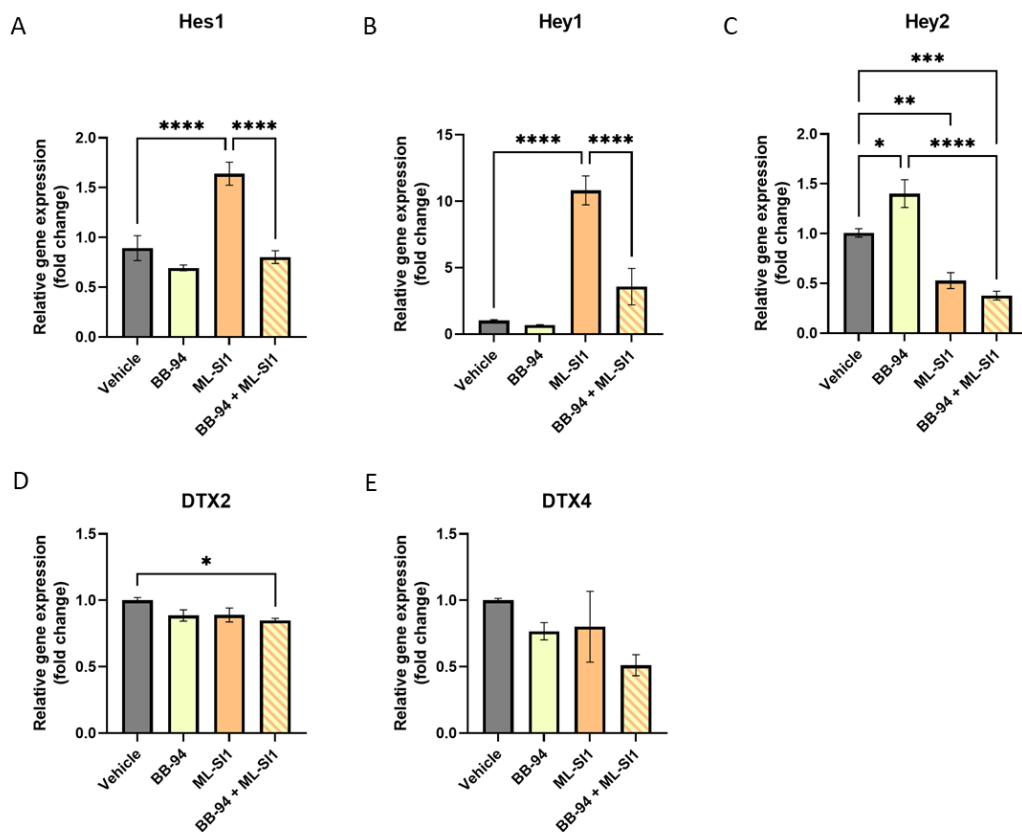 A
Hes1
Relative gene expression
(fold change)
2.0
1.5
1.0
0.5
0.0
****
****
Vehicle
BB-94
ML-SI1
BB-94 + ML-SI1
B
Hey1
Relative gene expression
(fold change)
15
10
5
0
****
****
Vehicle
BB-94
ML-SI1
BB-94 + ML-SI1
C
Hey2
Relative gene expression
(fold change)
2.0
1.5
1.0
0.5
0.0
***
**
*
****
Vehicle
BB-94
ML-SI1
BB-94 + ML-SI1
D
DTX2
Relative gene expression
(fold change)
1.5
1.0
0.5
0.0
*
Vehicle
BB-94
ML-SI1
BB-94 + ML-SI1
E
DTX4
Relative gene expression
(fold change)
1.5
1.0
0.5
0.0
Vehicle
BB-94
ML-SI1
BB-94 + ML-SI1